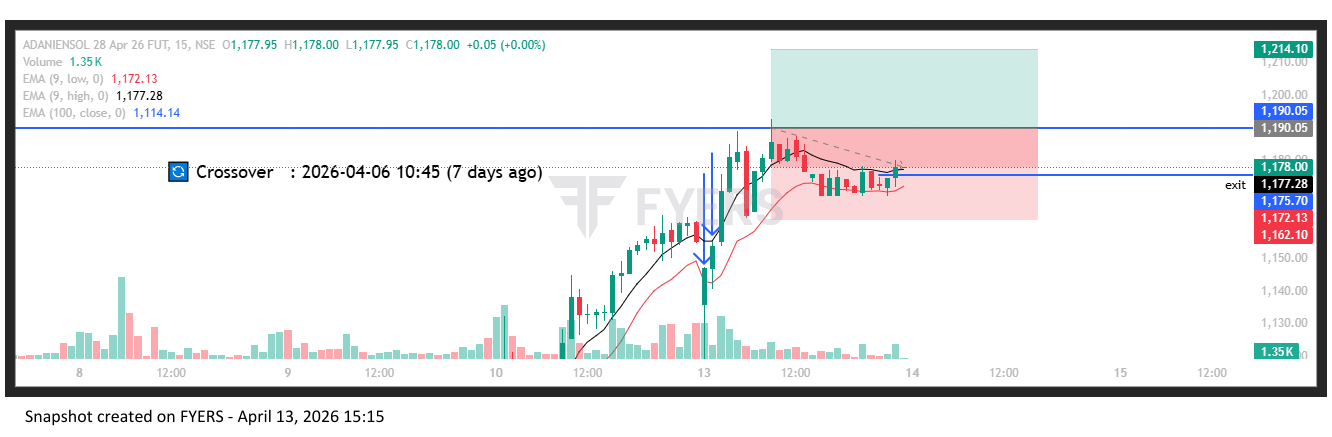 ADANIENSOL 28 Apr 26 FUT, 15, NSE O1,177.95 H1,178.00 L1,177.95 C1,178.00 +0.05 (+0.00%)
Volume 1.35 K
EMA (9, low, 0) 1,172.13
EMA (9, high, 0) 1,177.28
EMA (100, close, 0) 1,114.14
1,214.10
1,210.00
1,200.00
1,190.05
1,190.05
1,178.00
🔄 Crossover : 2026-04-06 10:45 (7 days ago)
FYERS
exit
1,177.28
1,175.70
1,172.13
1,162.10
1,150.00
1,140.00
1,130.00
1.35 K
8 12:00 9 12:00 10 12:00 13 12:00 14 12:00 15 12:00
Snapshot created on FYERS - April 13, 2026 15:15